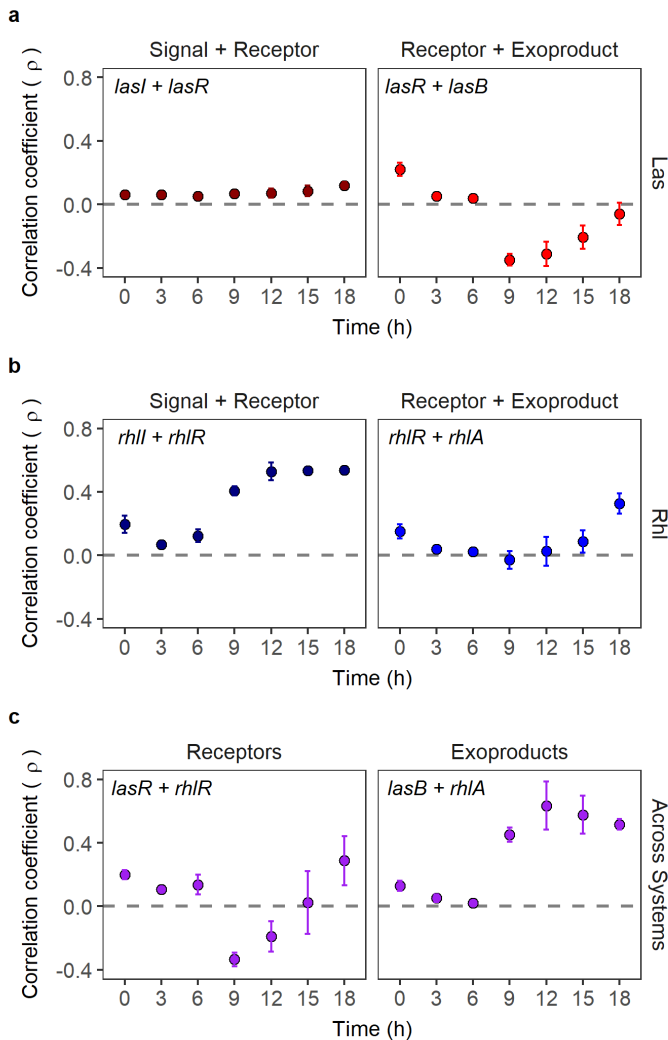 a
Signal + Receptor Receptor + Exoproduct
lasI + lasR lasR + lasB
Correlation coefficient ( ρ )
0.8
0.4
0.0
-0.4
Las
0 3 6 9 12 15 18 0 3 6 9 12 15 18
Time (h)
b
Signal + Receptor Receptor + Exoproduct
rhlI + rhlR rhlR + rhlA
Correlation coefficient ( ρ )
0.8
0.4
0.0
-0.4
Rhl
0 3 6 9 12 15 18 0 3 6 9 12 15 18
Time (h)
c
Receptors Exoproducts
lasR + rhlR lasB + rhlA
Correlation coefficient ( ρ )
0.8
0.4
0.0
-0.4
Across Systems
0 3 6 9 12 15 18 0 3 6 9 12 15 18
Time (h)